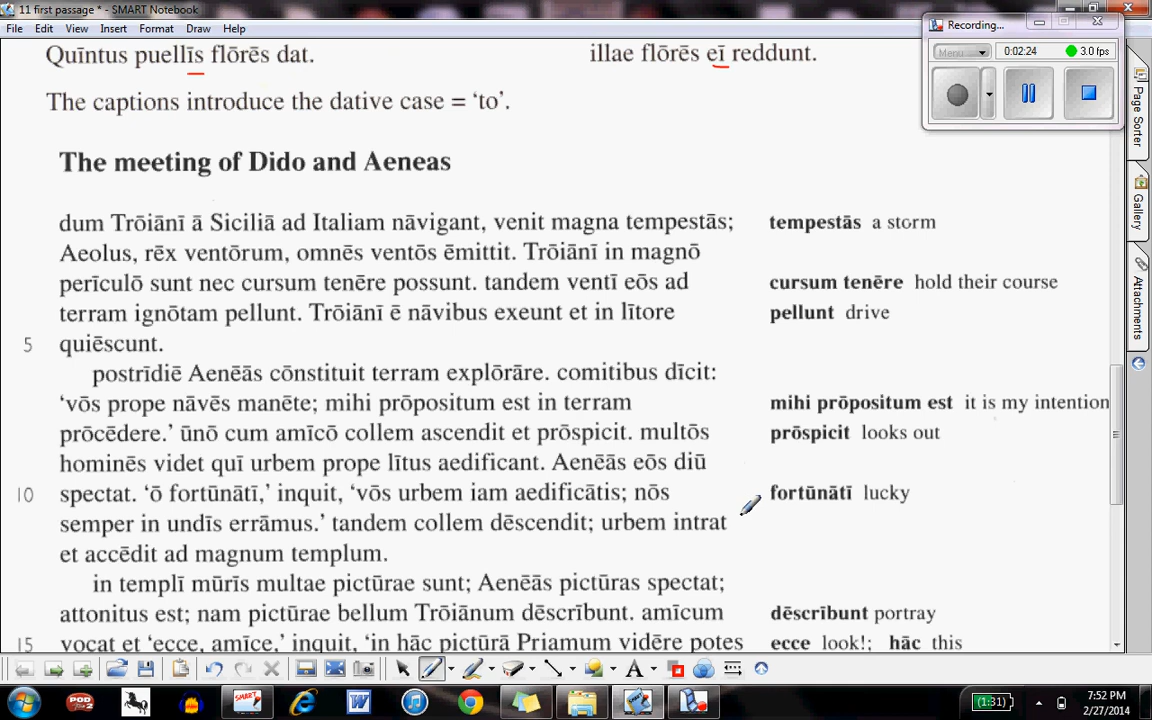 11 first passage * - SMART Notebook
File Edit View Insert Format Draw Help
Recording...
Menu
0:02:24
3.0 fps
Quīntus puellīs flōrēs dat.
illae flōrēs eī reddunt.
The captions introduce the dative case = ‘to’.
The meeting of Dido and Aeneas
dum Trōiānī ā Siciliā ad Italiam nāvigant, venit magna tempestās;
tempestās a storm
Aeolus, rēx ventōrum, omnēs ventōs ēmittit. Trōiānī in magnō
perīculō sunt nec cursum tenēre possunt. tandem ventī eōs ad
cursum tenēre hold their course
terram ignōtam pellunt. Trōiānī ē nāvibus exeunt et in lītore
pellunt drive
5 quiēscunt.
postrīdiē Aenēās cōnstituit terram explōrāre. comitibus dīcit:
‘vōs prope nāvēs manēte; mihi prōpositum est in terram
mihi prōpositum est it is my intention
prōcēdere.’ ūnō cum amīcō collem ascendit et prōspicit. multōs
prōspicit looks out
hominēs videt quī urbem prope lītus aedificant. Aenēās eōs diū
10 spectat. ‘ō fortūnātī,’ inquit, ‘vōs urbem iam aedificātis; nōs
fortūnātī lucky
semper in undīs errāmus.’ tandem collem dēscendit; urbem intrat
et accēdit ad magnum templum.
in templī mūrīs multae pictūrae sunt; Aenēās pictūras spectat;
attonitus est; nam pictūrae bellum Trōiānum dēscrībunt. amīcum
dēscrībunt portray
15 vocat et ‘ecce, amīce,’ inquit, ‘in hāc pictūrā Priamum vidēre potes
ecce look!; hāc this
Page Sorter
Gallery
Attachments
POD
SMART
(1:31)
7:52 PM
2/27/2014